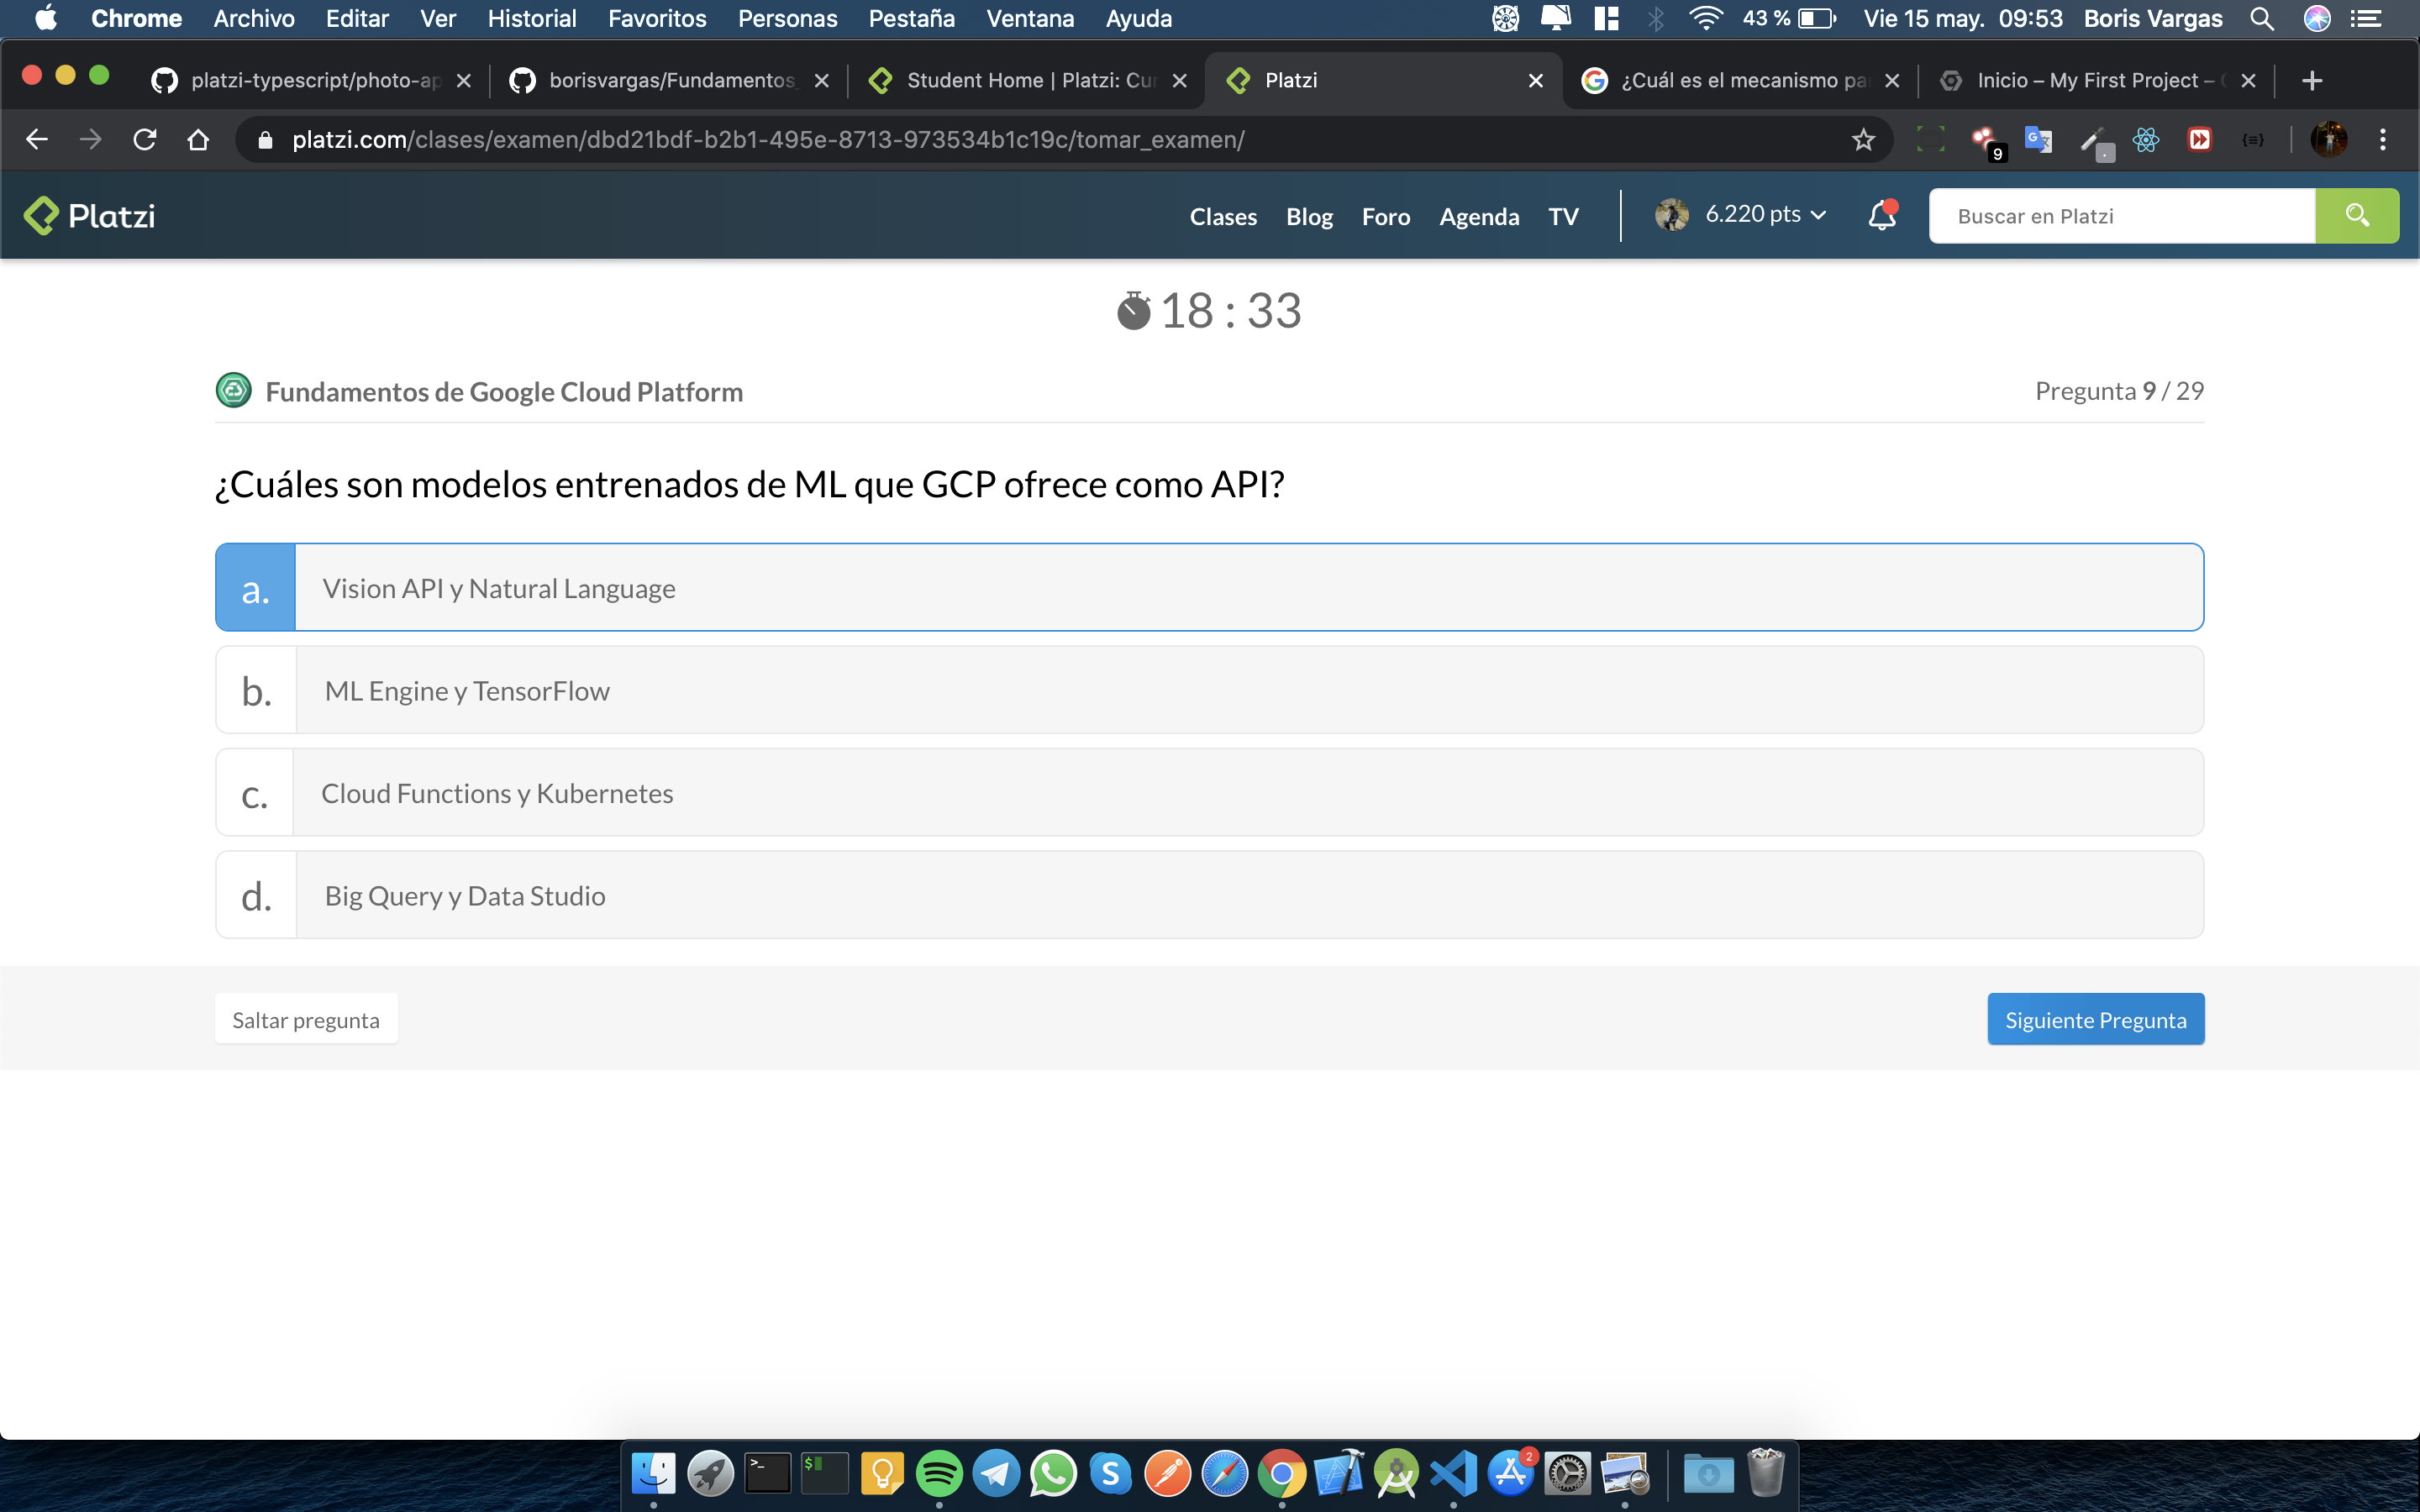 Chrome Archivo Editar Ver Historial Favoritos Personas Pestaña Ventana Ayuda 43 % Vie 15 may. 09:53 Boris Vargas
platzi-typescript/photo-ap borisvargas/Fundamentos_ Student Home | Platzi: Cur Platzi ¿Cuál es el mecanismo pa Inicio – My First Project –
platzi.com/clases/examen/dbd21bdf-b2b1-495e-8713-973534b1c19c/tomar_examen/ 9
Platzi Clases Blog Foro Agenda TV 6.220 pts Buscar en Platzi
18 : 33
Fundamentos de Google Cloud Platform Pregunta 9 / 29
¿Cuáles son modelos entrenados de ML que GCP ofrece como API?
a. Vision API y Natural Language
b. ML Engine y TensorFlow
c. Cloud Functions y Kubernetes
d. Big Query y Data Studio
Saltar pregunta Siguiente Pregunta
2